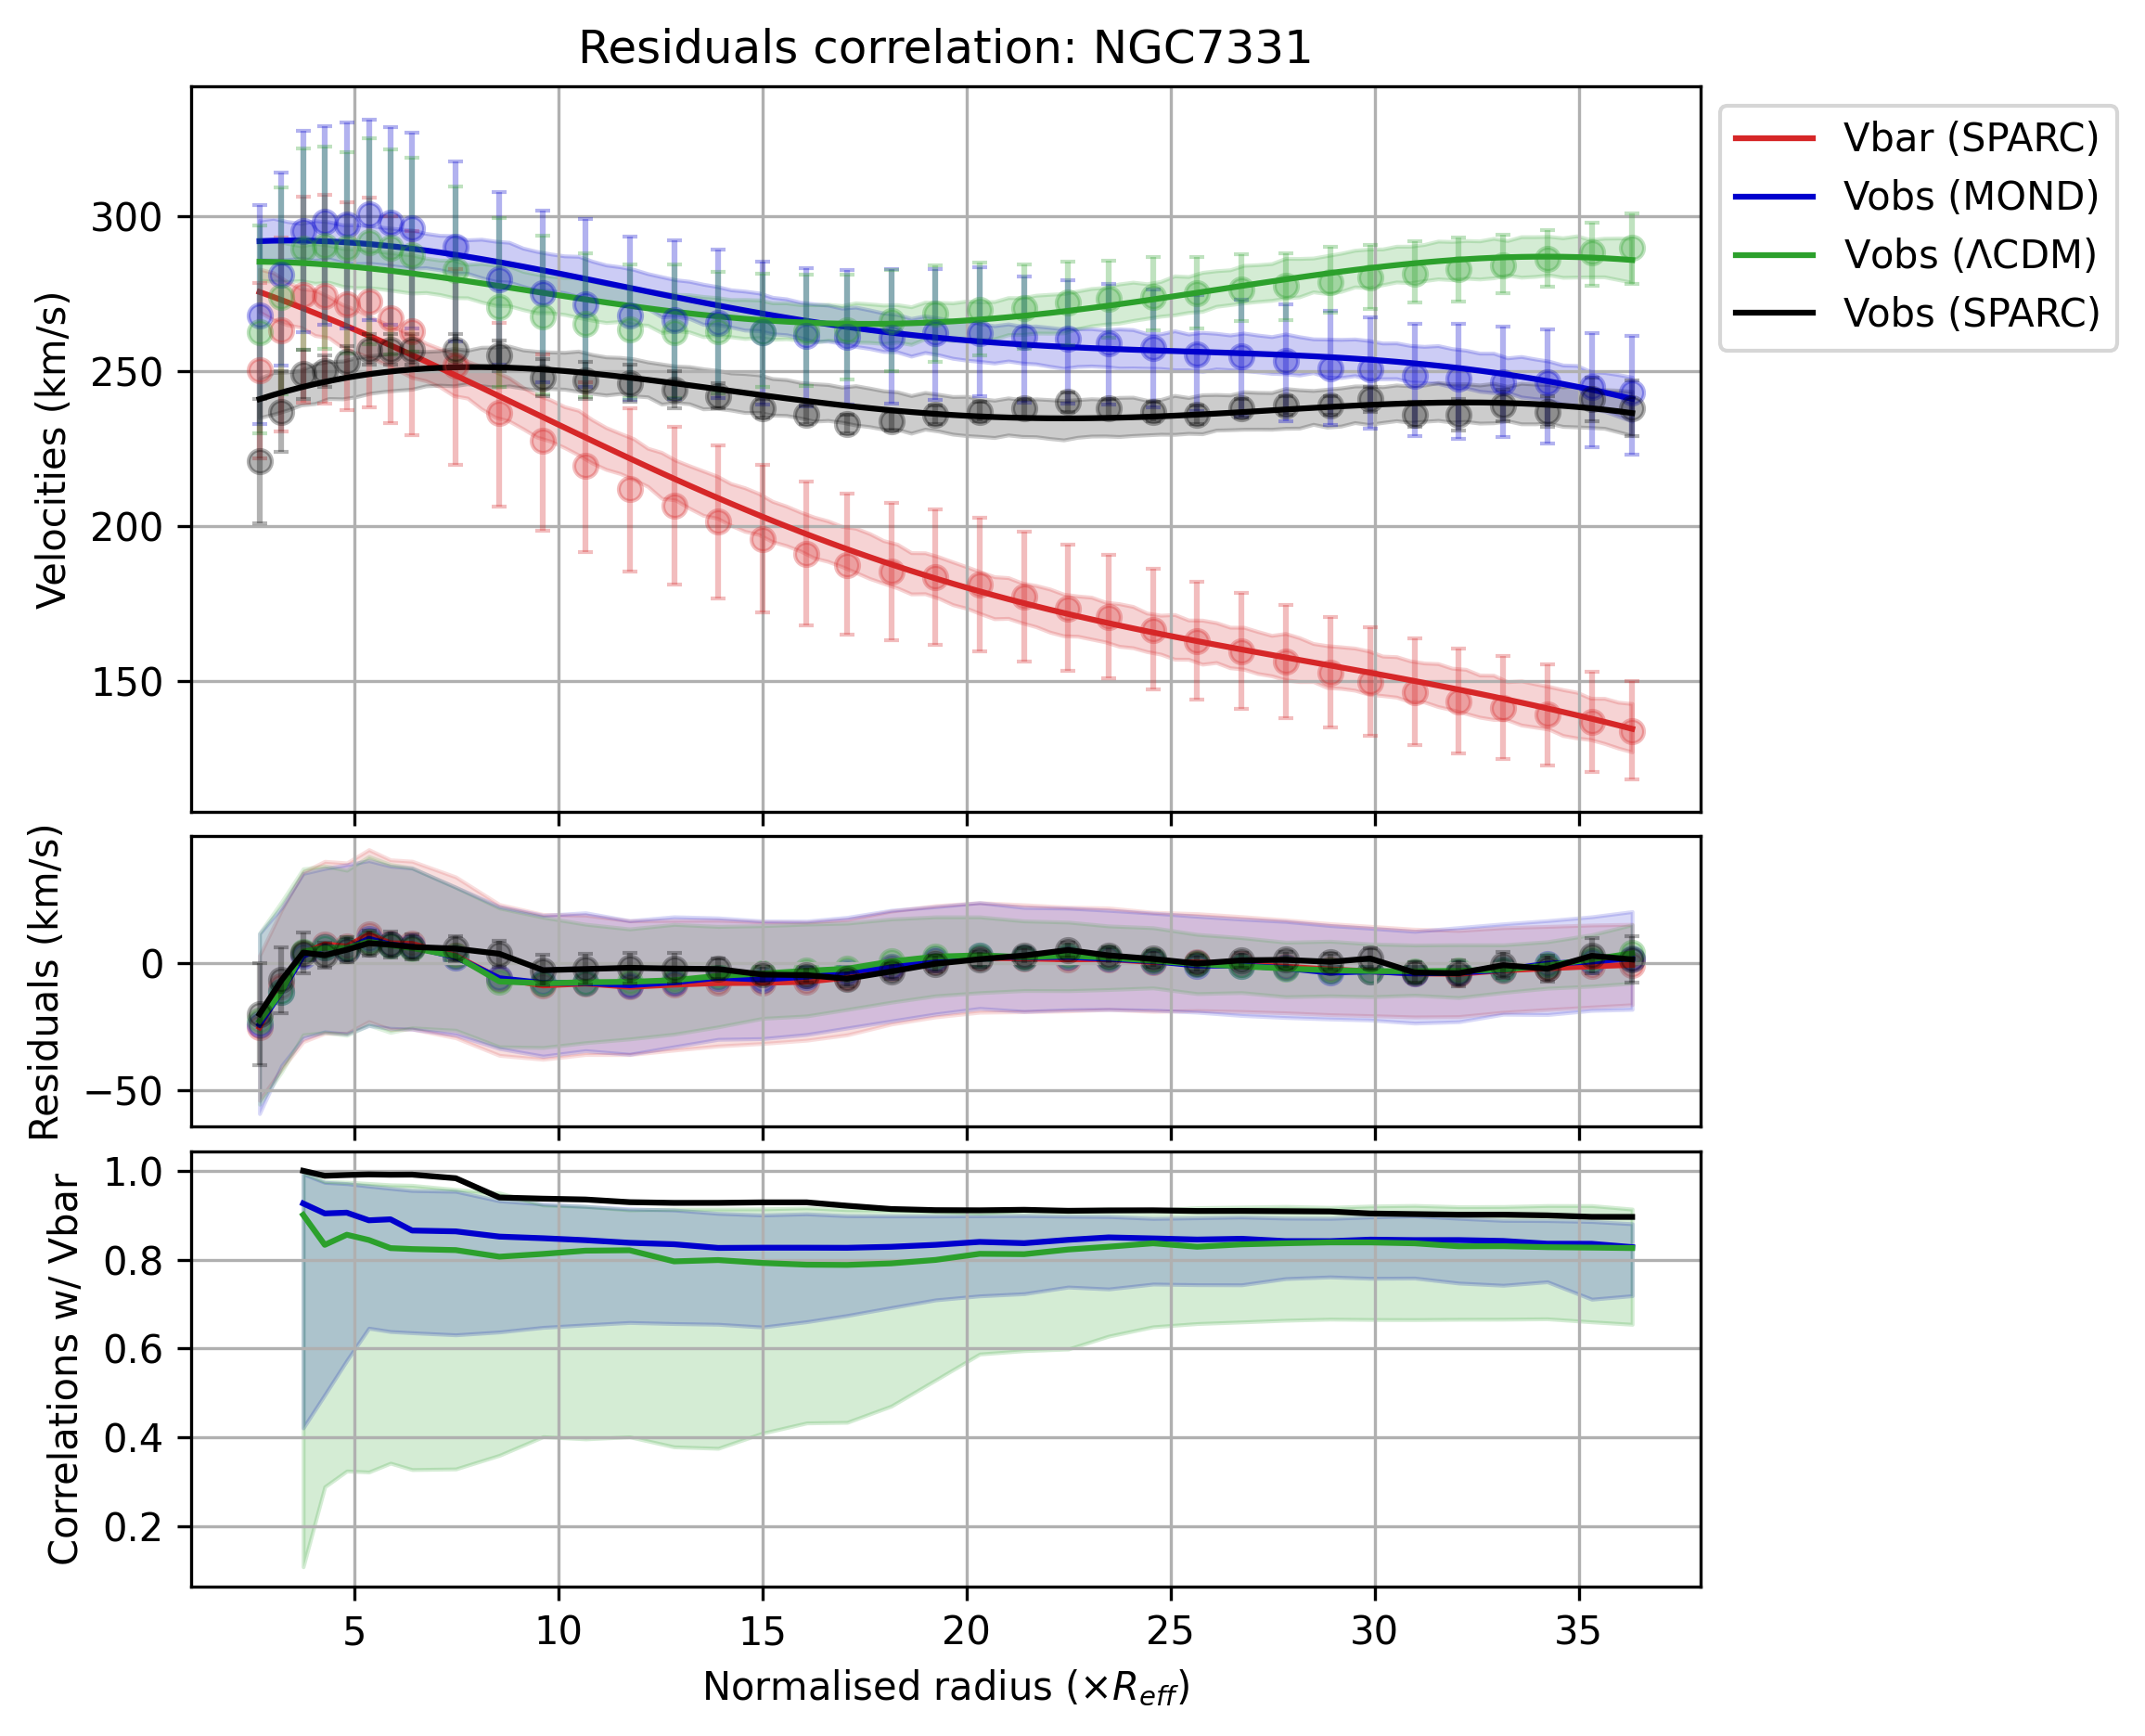 Residuals correlation: NGC7331
Velocities (km/s)
300
250
200
150
Vbar (SPARC)
Vobs (MOND)
Vobs (ΛCDM)
Vobs (SPARC)
Residuals (km/s)
0
−50
Correlations w/ Vbar
1.0
0.8
0.6
0.4
0.2
5 10 15 20 25 30 35
Normalised radius (×R_eff)